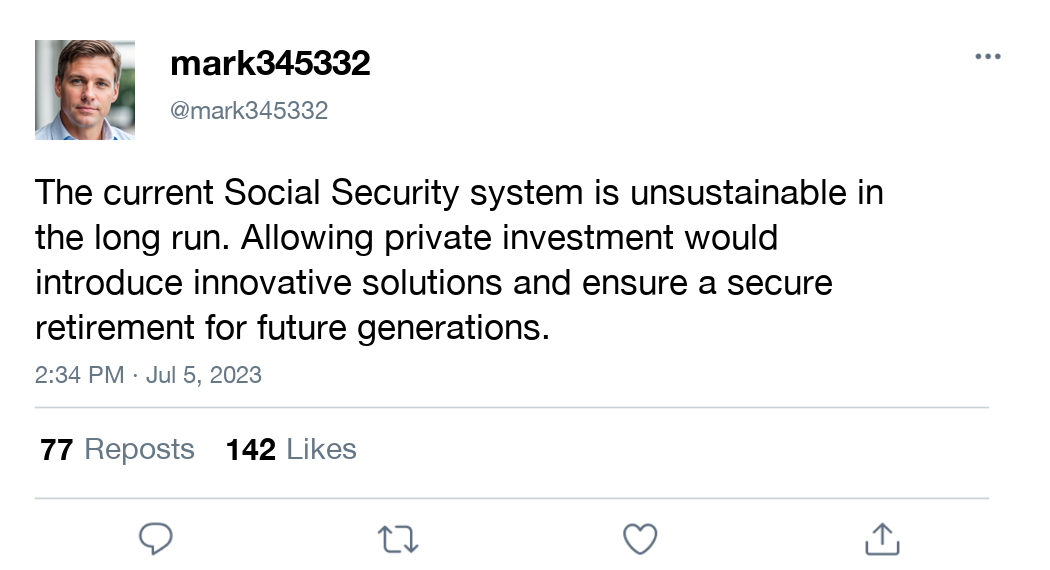 mark345332
@mark345332
The current Social Security system is unsustainable in
the long run. Allowing private investment would
introduce innovative solutions and ensure a secure
retirement for future generations.
2:34 PM · Jul 5, 2023
77 Reposts 142 Likes